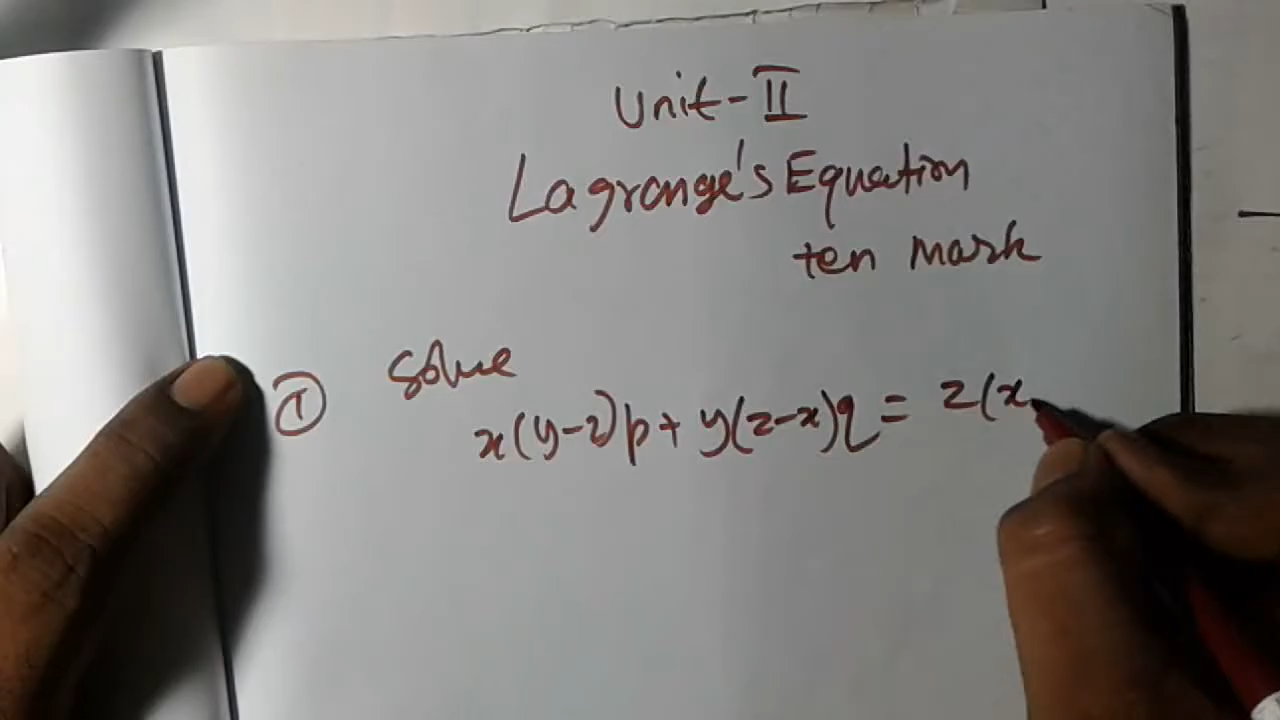 Unit-II
Lagrange's Equation
ten mark
① Solve
x(y-z)p+ y(z-x)q = z(x